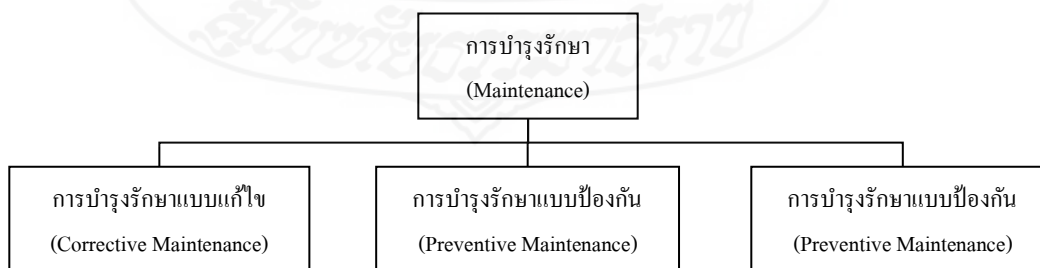 การบำรุงรักษา
(Maintenance)
การบำรุงรักษาแบบแก้ไข
(Corrective Maintenance)
การบำรุงรักษาแบบป้องกัน
(Preventive Maintenance)
การบำรุงรักษาแบบป้องกัน
(Preventive Maintenance)